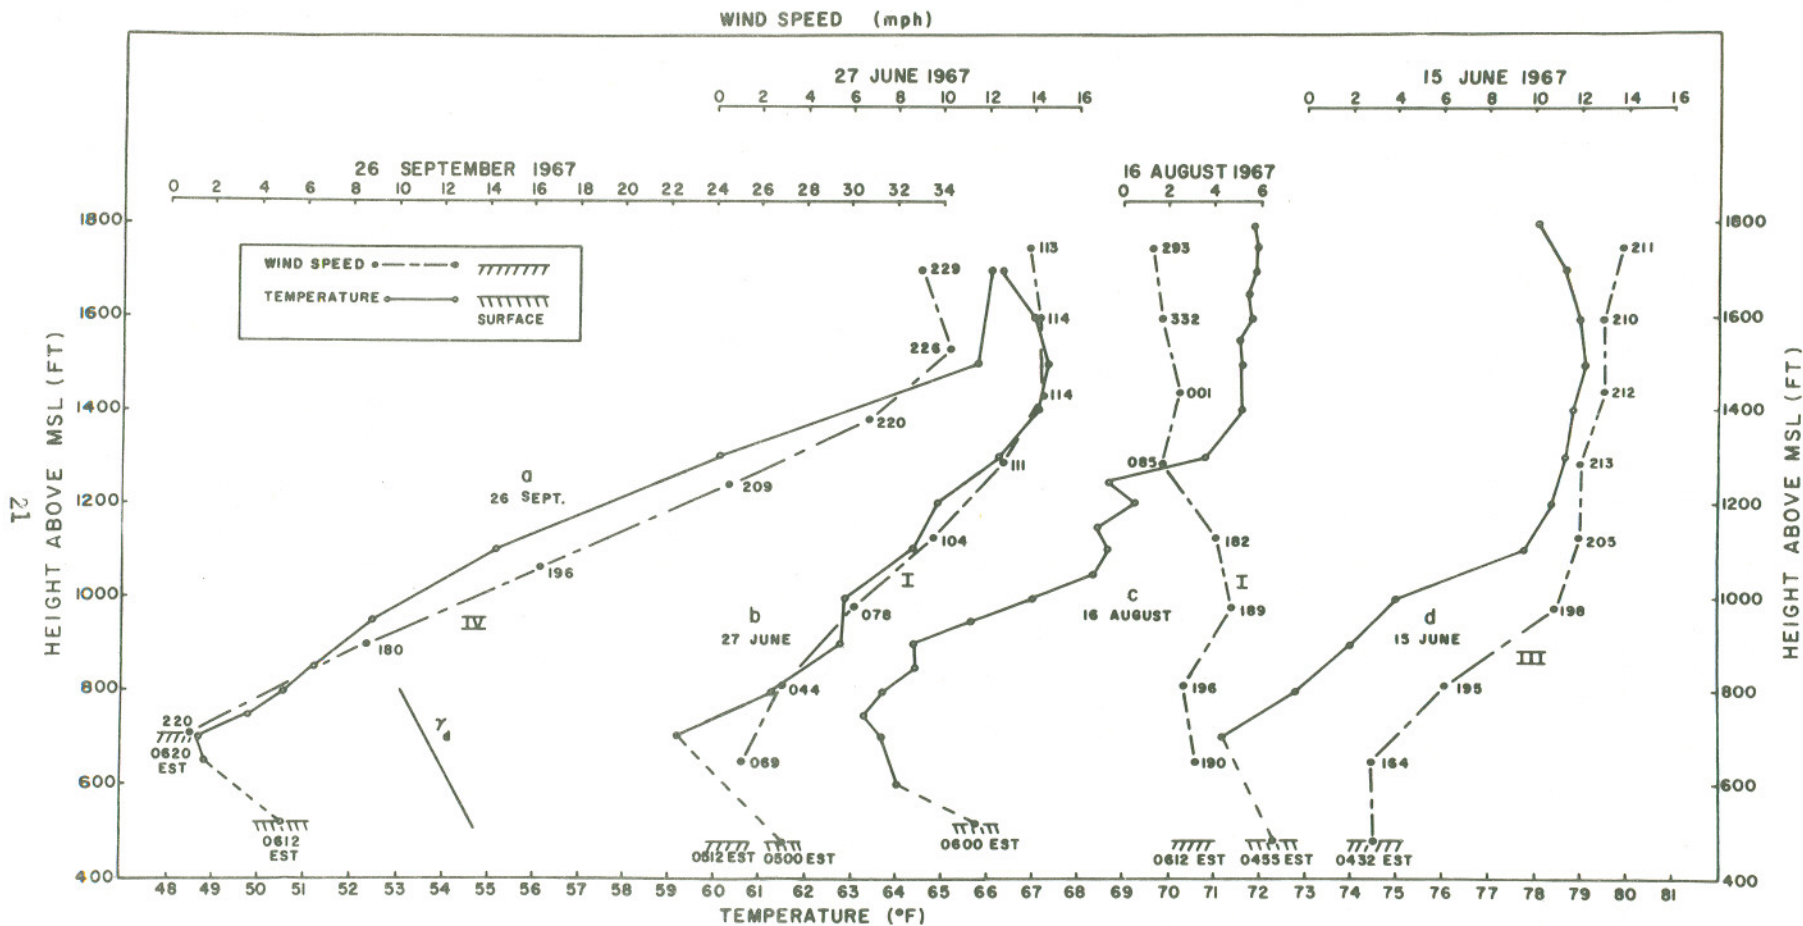 WIND SPEED (mph)
27 JUNE 1967
0 2 4 6 8 10 12 14 16
15 JUNE 1967
0 2 4 6 8 10 12 14 16
26 SEPTEMBER 1967
0 2 4 6 8 10 12 14 16 18 20 22 24 26 28 30 32 34
16 AUGUST 1967
0 2 4 6
1800
1600
1400
1200
1000
800
600
400
HEIGHT ABOVE MSL (FT)
21
WIND SPEED
TEMPERATURE
SURFACE
229
226
220
209
196
180
220
a
26 SEPT.
IV
0620
EST
0612
EST
γd
113
114
114
111
104
078
044
069
I
b
27 JUNE
0512 EST
0500 EST
293
332
001
085
182
189
196
190
I
c
16 AUGUST
0600 EST
0612 EST
211
210
212
213
205
198
195
164
III
d
15 JUNE
0455 EST
0432 EST
1800
1600
1400
1200
1000
800
600
400
HEIGHT ABOVE MSL (FT)
48 49 50 51 52 53 54 55 56 57 58 59 60 61 62 63 64 65 66 67 68 69 70 71 72 73 74 75 76 77 78 79 80 81
TEMPERATURE (°F)